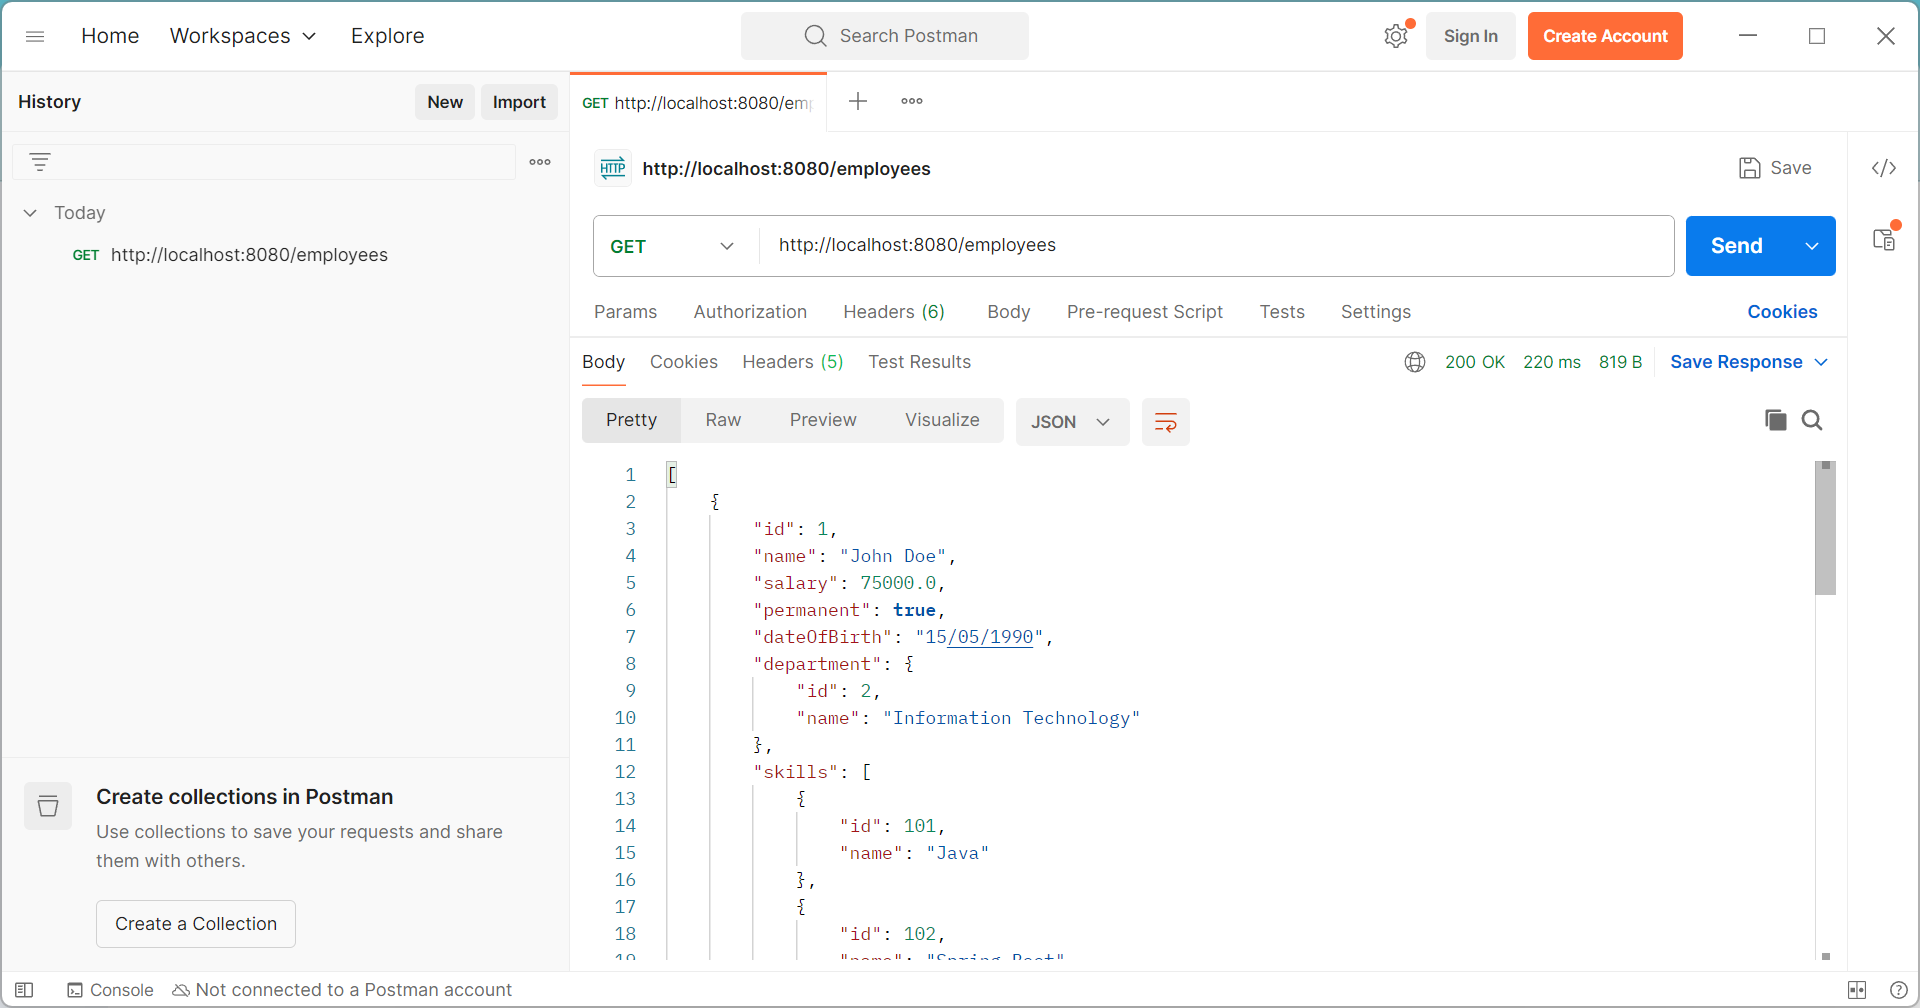 Home Workspaces Explore Search Postman Sign In Create Account
History New Import
GET http://localhost:8080/em
HTTP http://localhost:8080/employees Save
Today
GET http://localhost:8080/employees
GET http://localhost:8080/employees Send
Params Authorization Headers (6) Body Pre-request Script Tests Settings Cookies
Body Cookies Headers (5) Test Results 200 OK 220 ms 819 B Save Response
Pretty Raw Preview Visualize JSON
1 [
2 {
3 "id": 1,
4 "name": "John Doe",
5 "salary": 75000.0,
6 "permanent": true,
7 "dateOfBirth": "15/05/1990",
8 "department": {
9 "id": 2,
10 "name": "Information Technology"
11 },
12 "skills": [
13 {
14 "id": 101,
15 "name": "Java"
16 },
17 {
18 "id": 102,
19 "name": "Spring Boot"
Create collections in Postman
Use collections to save your requests and share
them with others.
Create a Collection
Console Not connected to a Postman account